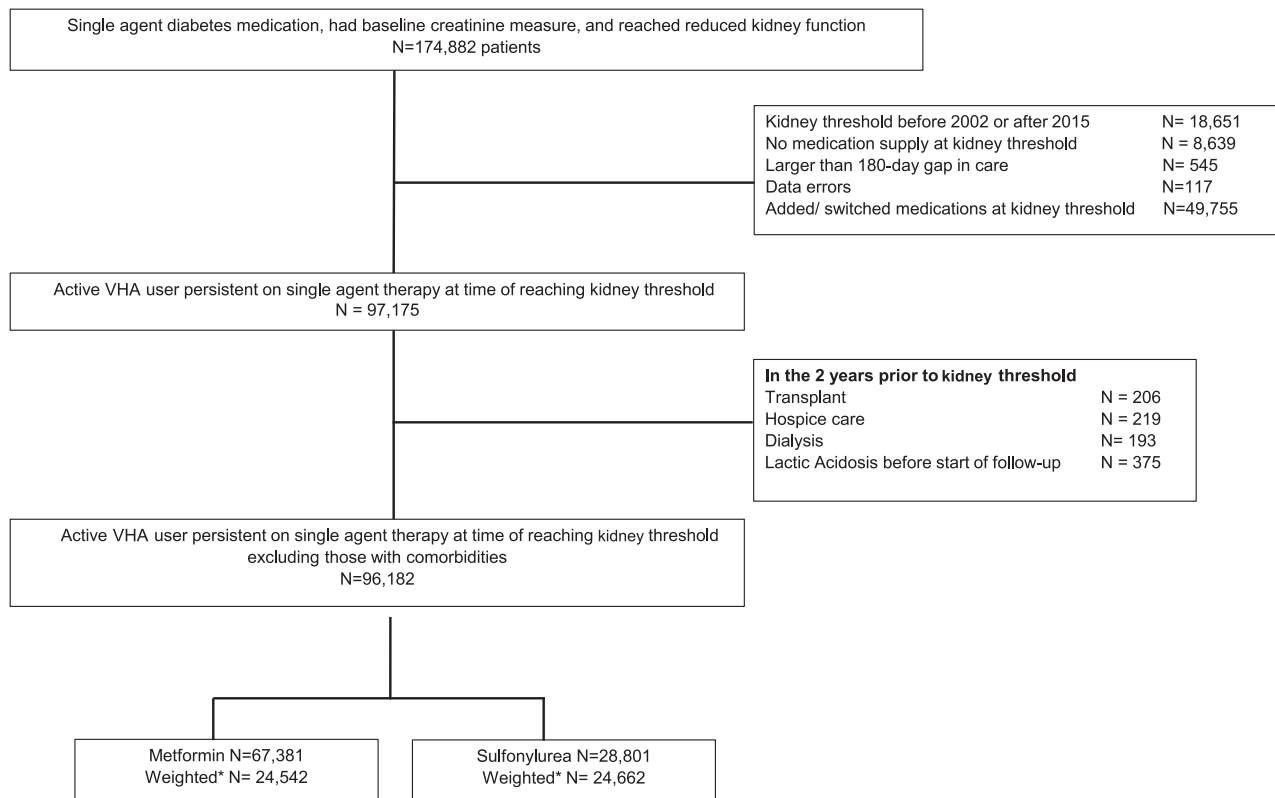 Single agent diabetes medication, had baseline creatinine measure, and reached reduced kidney function
N=174,882 patients
Kidney threshold before 2002 or after 2015 N= 18,651
No medication supply at kidney threshold N = 8,639
Larger than 180-day gap in care N= 545
Data errors N=117
Added/ switched medications at kidney threshold N=49,755
Active VHA user persistent on single agent therapy at time of reaching kidney threshold
N = 97,175
In the 2 years prior to kidney threshold
Transplant N = 206
Hospice care N = 219
Dialysis N= 193
Lactic Acidosis before start of follow-up N = 375
Active VHA user persistent on single agent therapy at time of reaching kidney threshold
excluding those with comorbidities
N=96,182
Metformin N=67,381
Weighted* N= 24,542
Sulfonylurea N=28,801
Weighted* N= 24,662